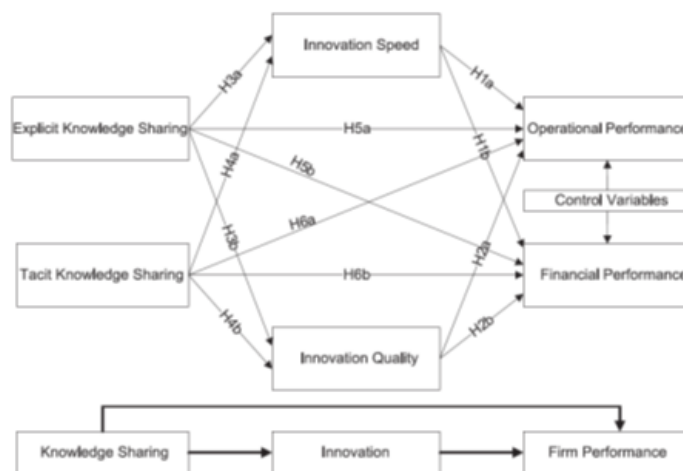 Innovation Speed
H3a
H1a
Explicit Knowledge Sharing
H5a
Operational Performance
H4a
H5b
H1b
Control Variables
H3b
H6a
H2a
Tacit Knowledge Sharing
H6b
Financial Performance
H4b
H2b
Innovation Quality
Knowledge Sharing
Innovation
Firm Performance